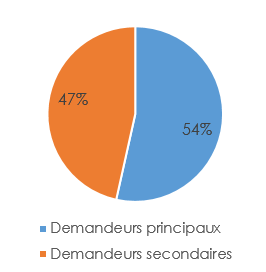 47%
54%
Demandeurs principaux
Demandeurs secondaires